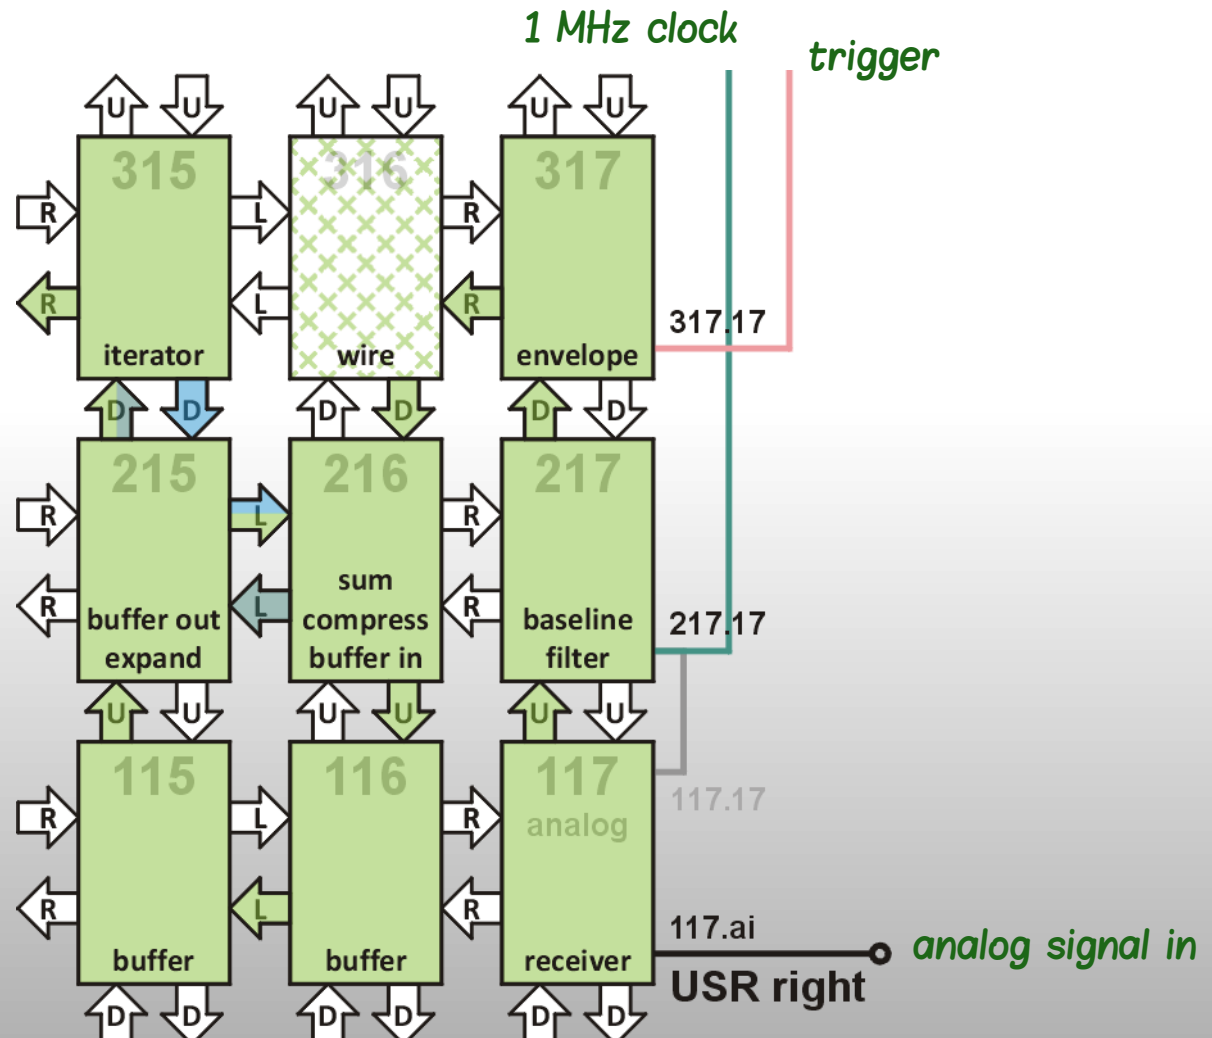 1 MHz clock
trigger
U U U U U U
315 316 317
R L R
R L R
317.17
iterator wire envelope
D D D D D D
215 216 217
R L R
sum
R L R
217.17
buffer out compress baseline
expand buffer in filter
U U U U U U
115 116 117
117.17
analog
R L R
R L R
117.ai
analog signal in
buffer buffer receiver
USR right
D D D D D D